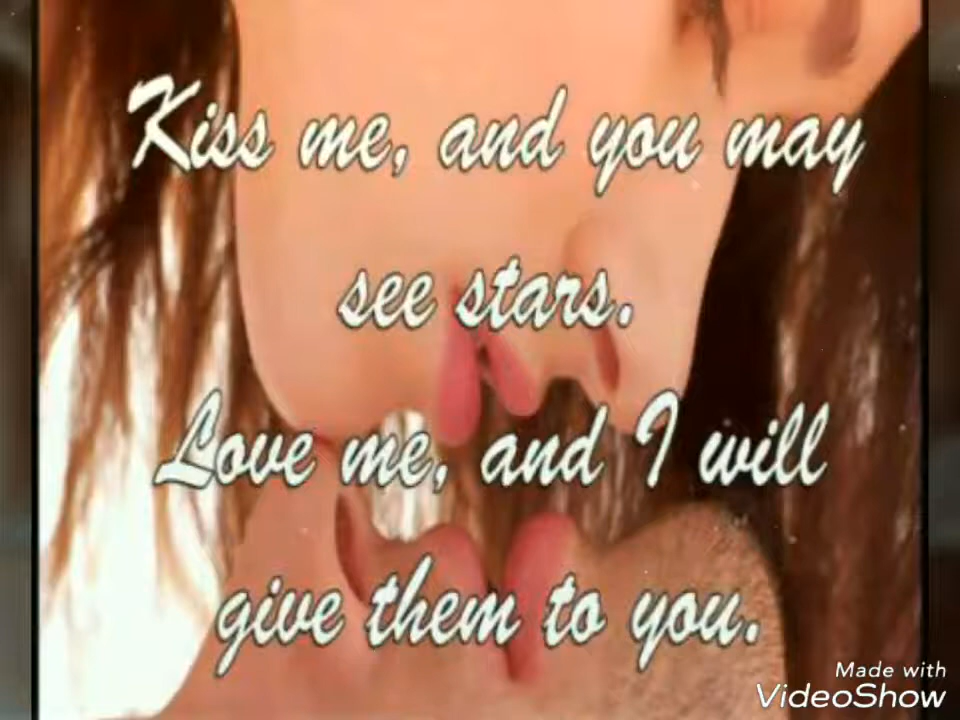 Kiss me, and you may
see stars.
Love me, and I will
give them to you.
Made with
VideoShow